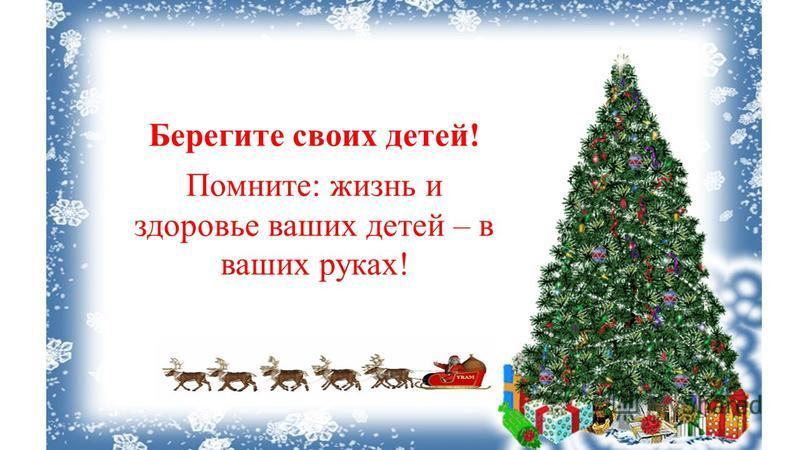 Берегите своих детей!
Помните: жизнь и
здоровье ваших детей – в
ваших руках!